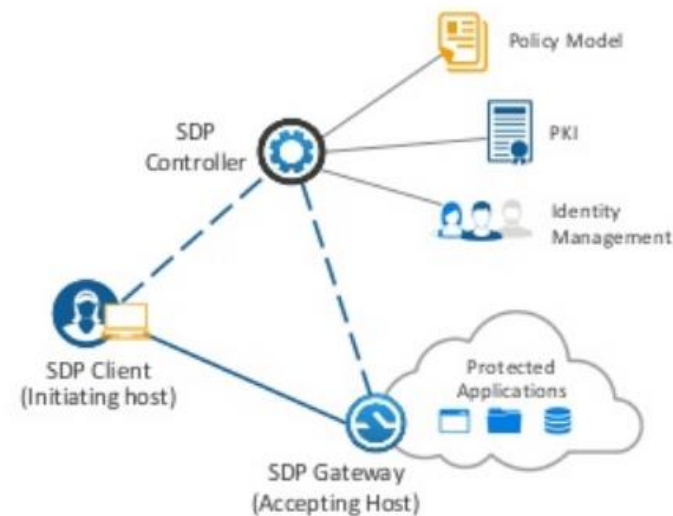 Policy Model
SDP
Controller
PKI
Identity
Management
SDP Client
(Initiating host)
Protected
Applications
SDP Gateway
(Accepting Host)